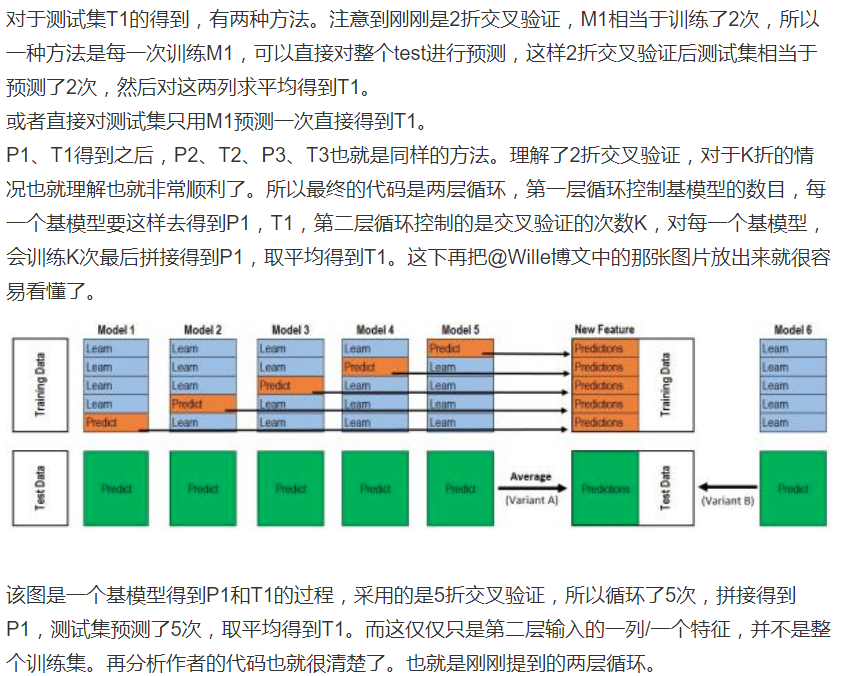 对于测试集T1的得到，有两种方法。注意到刚刚是2折交叉验证，M1相当于训练了2次，所以
一种方法是每一次训练M1，可以直接对整个test进行预测，这样2折交叉验证后测试集相当于
预测了2次，然后对这两列求平均得到T1。
或者直接对测试集只用M1预测一次直接得到T1。
P1、T1得到之后，P2、T2、P3、T3也就是同样的方法。理解了2折交叉验证，对于K折的情
况也就理解也就非常顺利了。所以最终的代码是两层循环，第一层循环控制基模型的数目，每
一个基模型要这样去得到P1，T1，第二层循环控制的是交叉验证的次数K，对每一个基模型，
会训练K次最后拼接得到P1，取平均得到T1。这下再把@Wille博文中的那张图片放出来就很容
易看懂了。
Model 1 Model 2 Model 3 Model 4 Model 5 New Feature Model 6
Training Data
Learn Learn Learn Learn Predict Predictions Learn
Learn Learn Learn Predict Learn Predictions Learn
Learn Learn Predict Learn Learn Predictions Learn
Learn Predict Learn Learn Learn Predictions Learn
Predict Learn Learn Learn Learn Predictions Learn
Training Data
Test Data
Predict Predict Predict Predict Predict
Average
(Variant A)
Predictions
Test Data
(Variant B)
Predict
该图是一个基模型得到P1和T1的过程，采用的是5折交叉验证，所以循环了5次，拼接得到
P1，测试集预测了5次，取平均得到T1。而这仅仅只是第二层输入的一列/一个特征，并不是整
个训练集。再分析作者的代码也就很清楚了。也就是刚刚提到的两层循环。